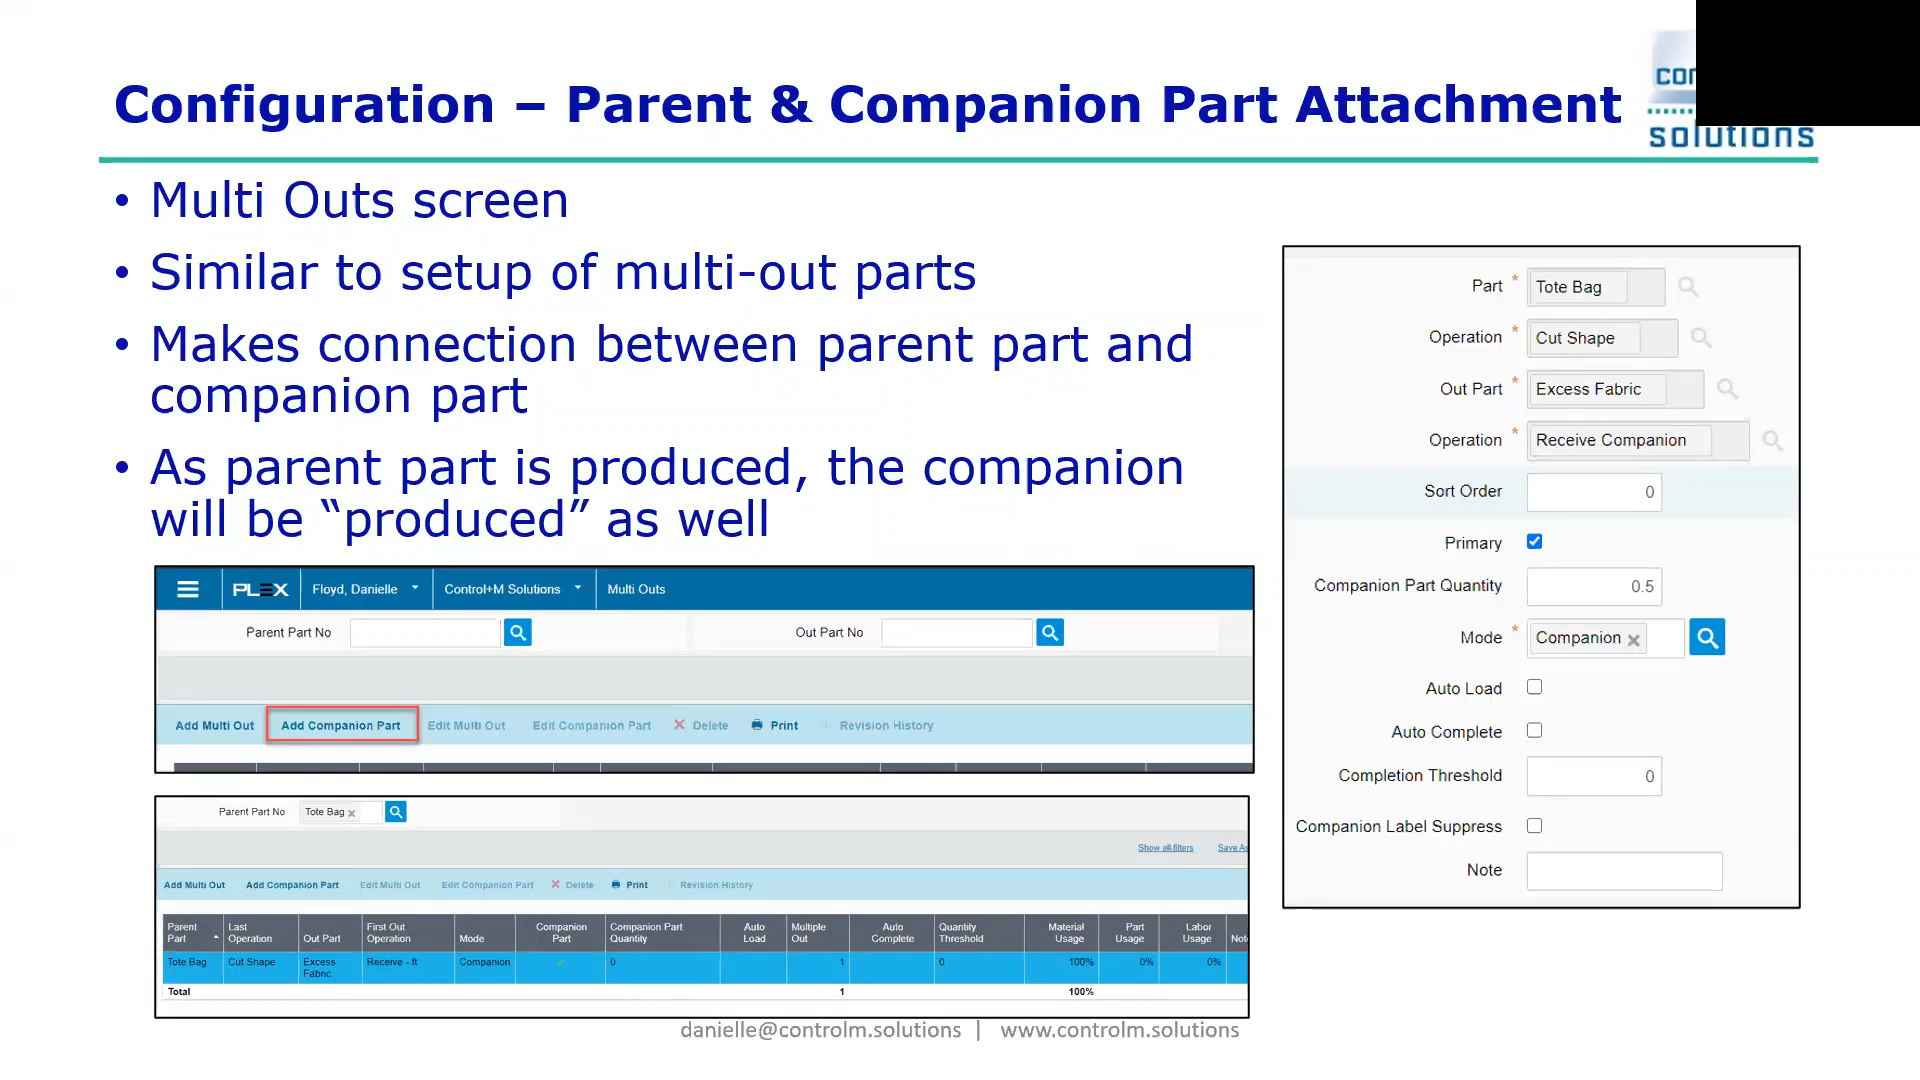 Configuration – Parent & Companion Part Attachment
solutions
• Multi Outs screen
• Similar to setup of multi-out parts
• Makes connection between parent part and
companion part
• As parent part is produced, the companion
will be “produced” as well
PLEX
Floyd, Danielle
Control+M Solutions
Multi Outs
Parent Part No
Out Part No
Add Multi Out
Add Companion Part
Edit Multi Out
Edit Companion Part
Delete
Print
Revision History
Parent Part No
Tote Bag
Show all filters
Save As
Add Multi Out
Add Companion Part
Edit Multi Out
Edit Companion Part
Delete
Print
Revision History
Parent Part
Last Operation
Out Part
First Out Operation
Mode
Companion Part
Companion Part Quantity
Auto Load
Multiple Out
Auto Complete
Quantity Threshold
Material Usage
Part Usage
Labor Usage
Tote Bag Cut Shape Excess Fabric Receive - ft Companion 0 1 0 100% 0% 0%
Total 1 100%
Part * Tote Bag
Operation * Cut Shape
Out Part * Excess Fabric
Operation * Receive Companion
Sort Order 0
Primary
Companion Part Quantity 0.5
Mode * Companion
Auto Load
Auto Complete
Completion Threshold 0
Companion Label Suppress
Note
danielle@controlm.solutions | www.controlm.solutions